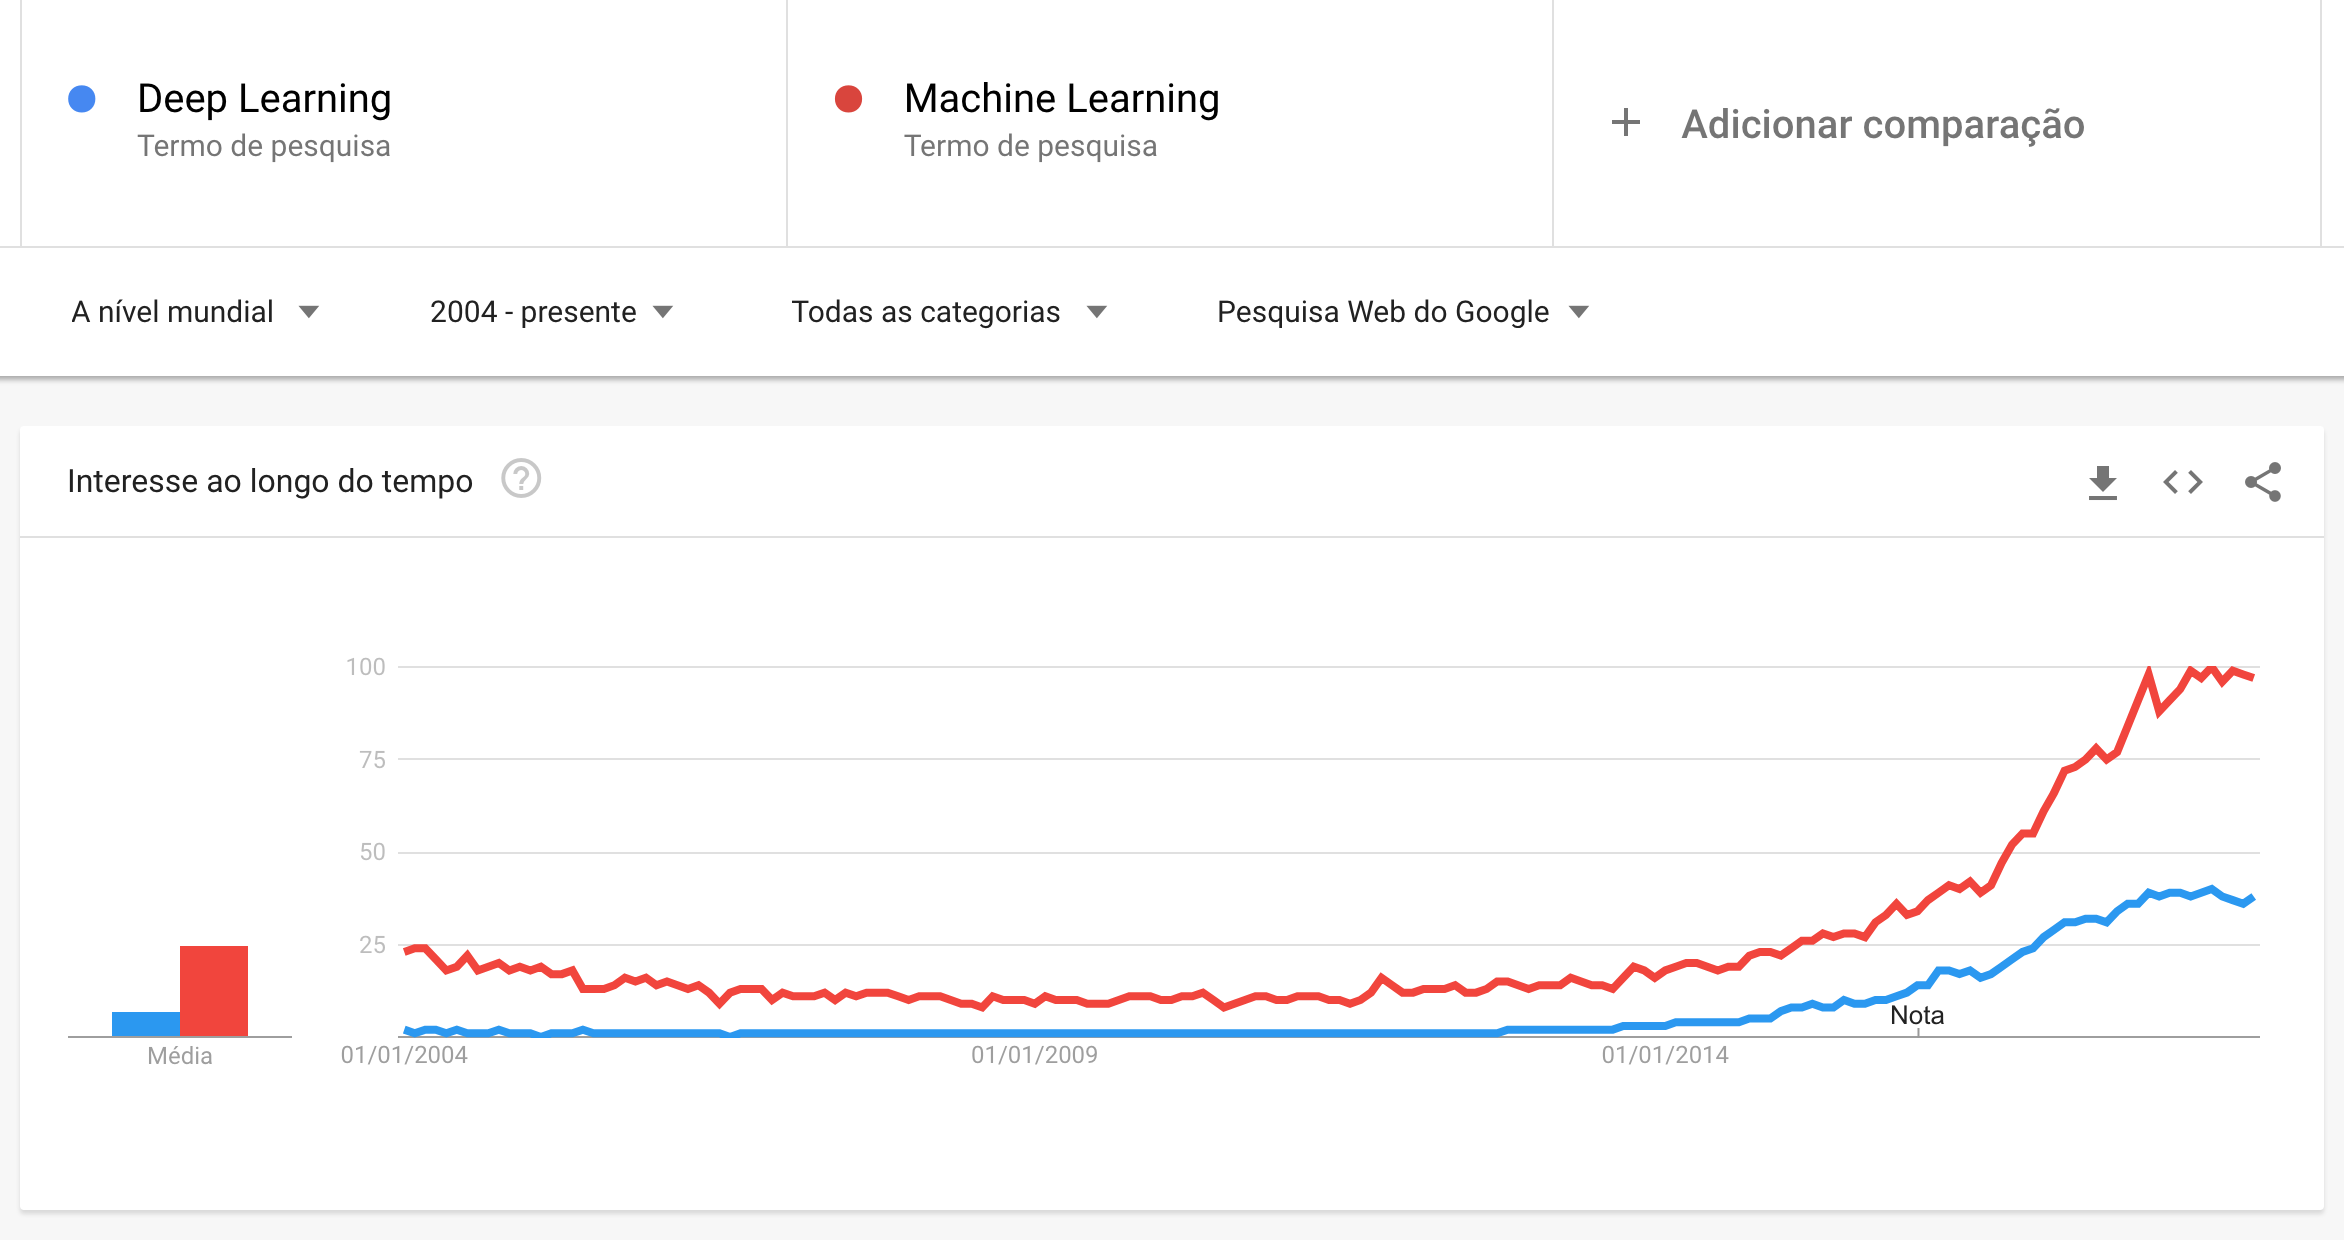 Deep Learning
Termo de pesquisa
Machine Learning
Termo de pesquisa
+ Adicionar comparação
A nível mundial
2004 - presente
Todas as categorias
Pesquisa Web do Google
Interesse ao longo do tempo
?
100
75
50
25
Nota
Média
01/01/2004
01/01/2009
01/01/2014